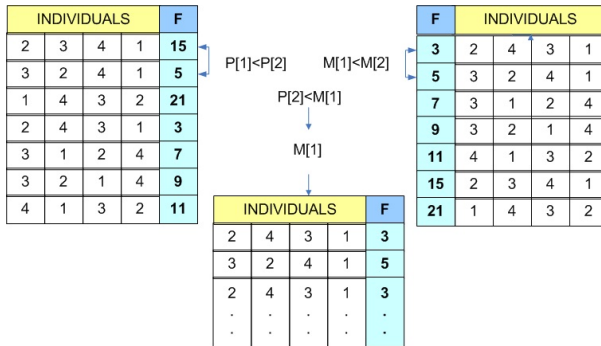 INDIVIDUALS F
2 3 4 1 15
3 2 4 1 5
1 4 3 2 21
2 4 3 1 3
3 1 2 4 7
3 2 1 4 9
4 1 3 2 11
P[1]<P[2] M[1]<M[2]
P[2]<M[1]
M[1]
F INDIVIDUALS
3 2 4 3 1
5 3 2 4 1
7 3 1 2 4
9 3 2 1 4
11 4 1 3 2
15 2 3 4 1
21 1 4 3 2
INDIVIDUALS F
2 4 3 1 3
3 2 4 1 5
2 4 3 1 3
. . . . .
. . . . .